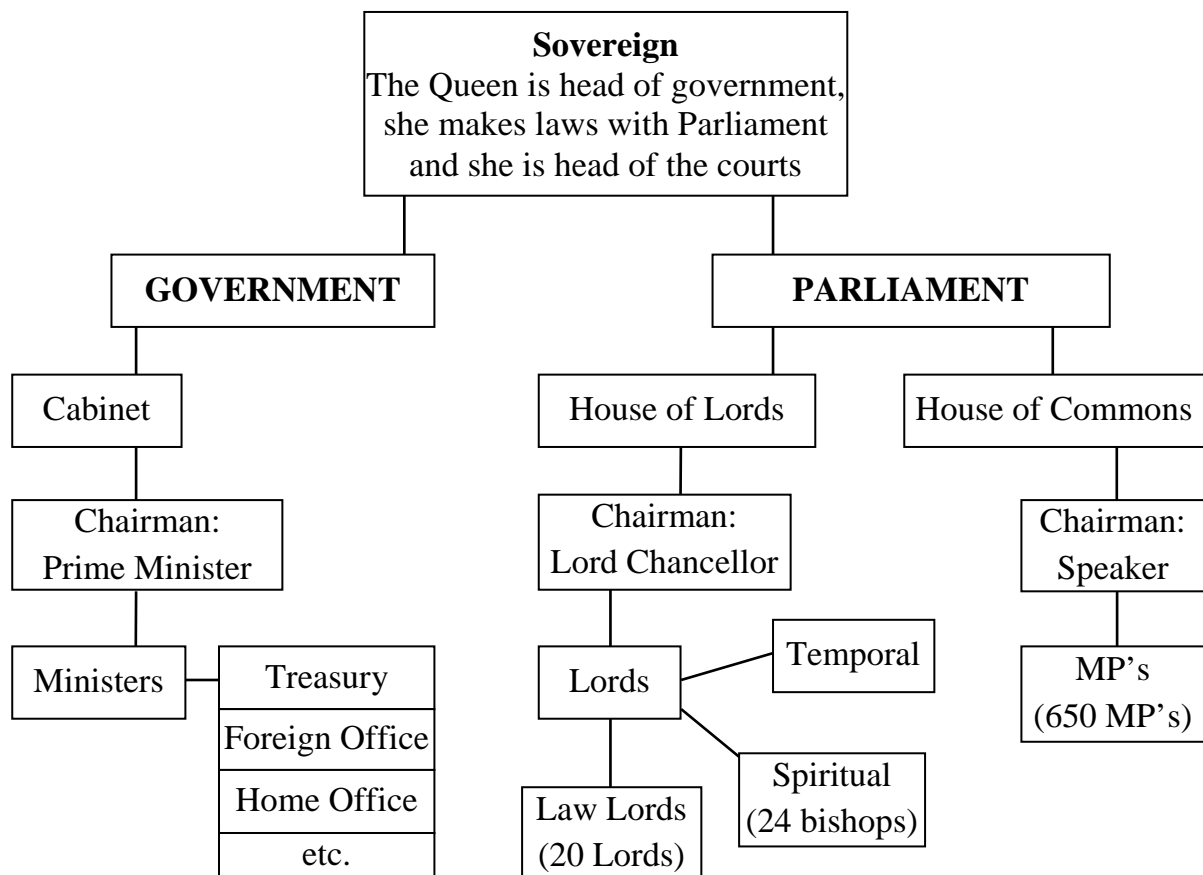 Sovereign
The Queen is head of government,
she makes laws with Parliament
and she is head of the courts
GOVERNMENT
PARLIAMENT
Cabinet
House of Lords
House of Commons
Chairman:
Prime Minister
Chairman:
Lord Chancellor
Chairman:
Speaker
Ministers
Treasury
Foreign Office
Home Office
etc.
Lords
Temporal
Spiritual
(24 bishops)
Law Lords
(20 Lords)
MP’s
(650 MP’s)